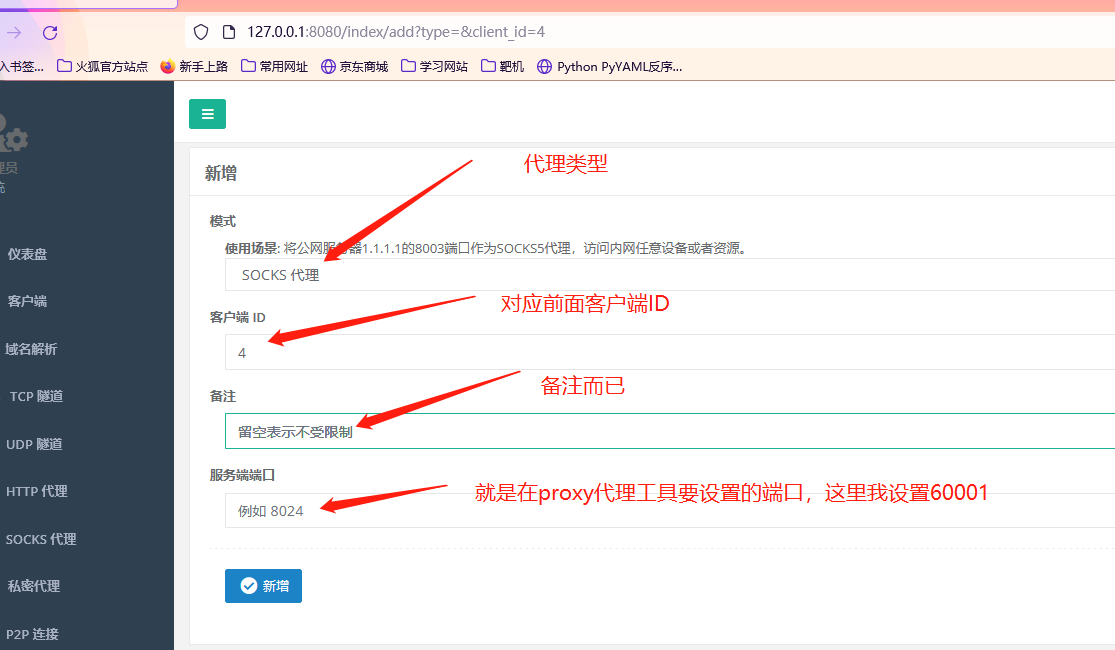 127.0.0.1:8080/index/add?type=&client_id=4
入书签... 火狐官方站点 新手上路 常用网址 京东商城 学习网站 靶机 Python PyYAML反序...
理员
统
仪表盘
客户端
域名解析
TCP 隧道
UDP 隧道
HTTP 代理
SOCKS 代理
私密代理
P2P 连接
新增
代理类型
模式
使用场景: 将公网服务器1.1.1.1的8003端口作为SOCKS5代理，访问内网任意设备或者资源。
SOCKS 代理
对应前面客户端ID
客户端 ID
4
备注而已
备注
留空表示不受限制
服务端端口
就是在proxy代理工具要设置的端口，这里我设置60001
例如 8024
新增